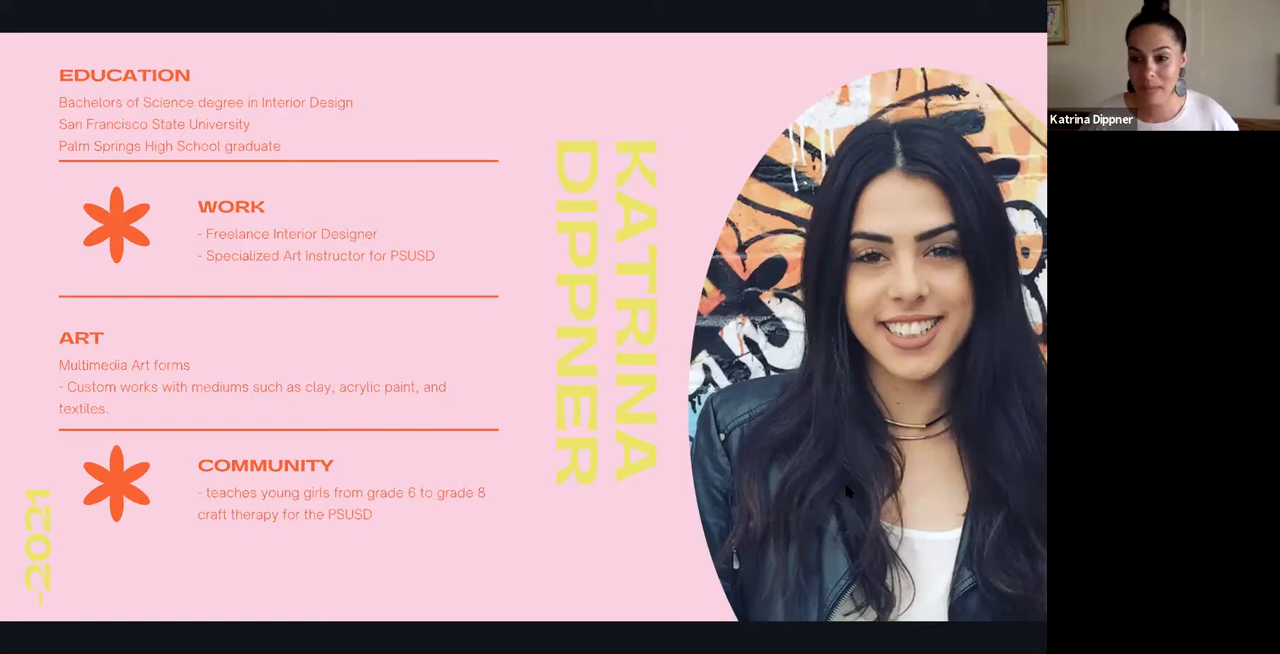 EDUCATION
Bachelors of Science degree in Interior Design
San Francisco State University
Palm Springs High School graduate
WORK
- Freelance Interior Designer
- Specialized Art Instructor for PSUSD
ART
Multimedia Art forms
- Custom works with mediums such as clay, acrylic paint, and
textiles.
COMMUNITY
- teaches young girls from grade 6 to grade 8
craft therapy for the PSUSD
-2021
KATRINA
DIPPNER
Katrina Dippner